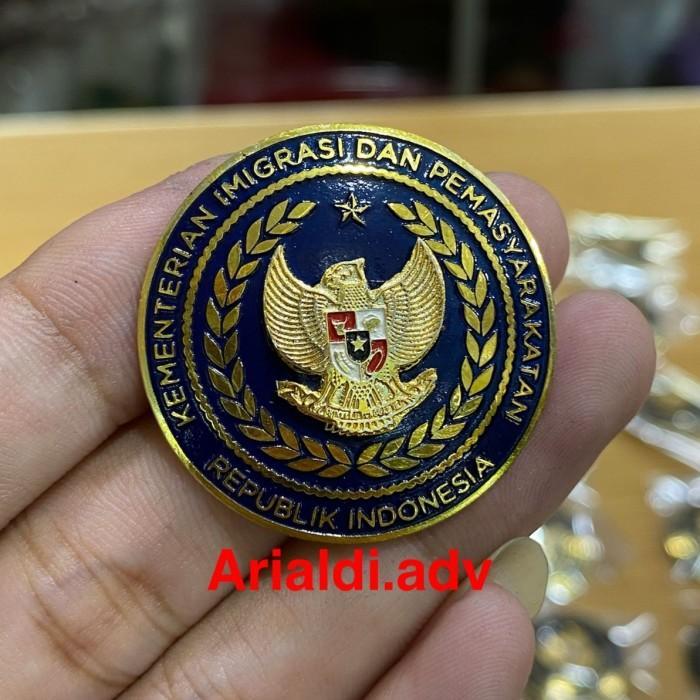 KEMENTERIAN IMIGRASI DAN PEMASYARAKATAN
REPUBLIK INDONESIA
Arialdi.adv